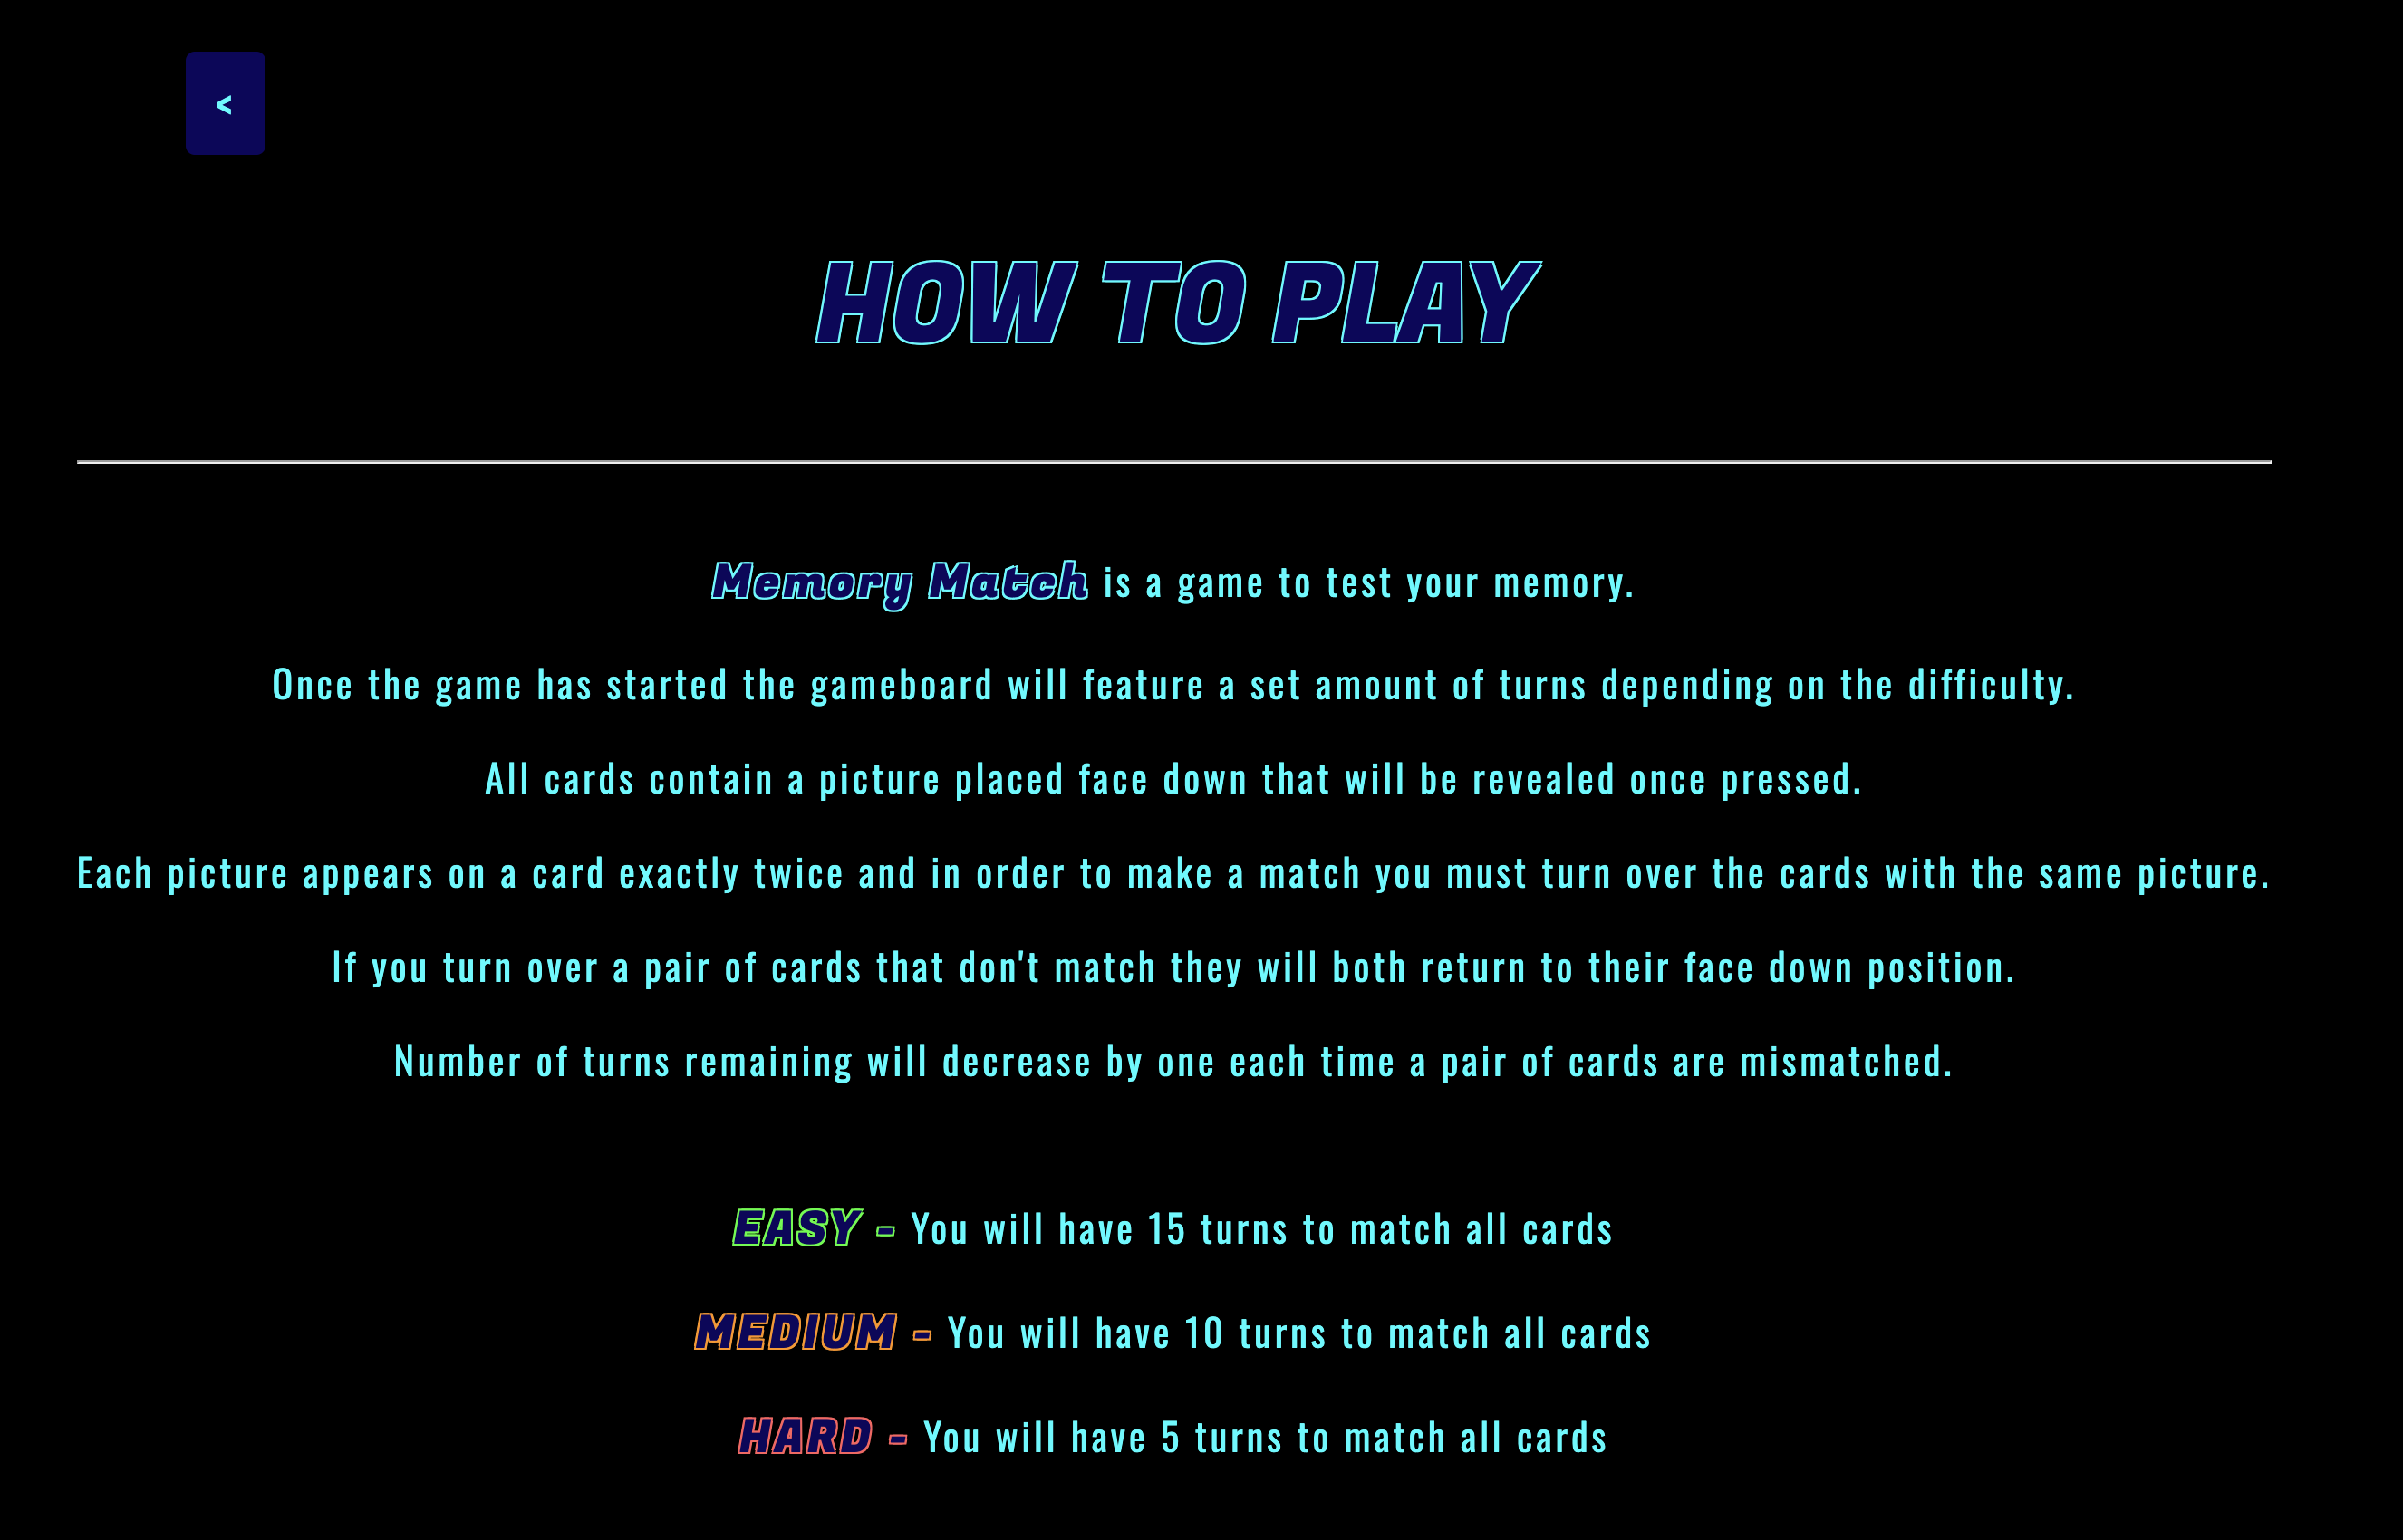 <
HOW TO PLAY
Memory Match is a game to test your memory.
Once the game has started the gameboard will feature a set amount of turns depending on the difficulty.
All cards contain a picture placed face down that will be revealed once pressed.
Each picture appears on a card exactly twice and in order to make a match you must turn over the cards with the same picture.
If you turn over a pair of cards that don't match they will both return to their face down position.
Number of turns remaining will decrease by one each time a pair of cards are mismatched.
EASY - You will have 15 turns to match all cards
MEDIUM - You will have 10 turns to match all cards
HARD - You will have 5 turns to match all cards